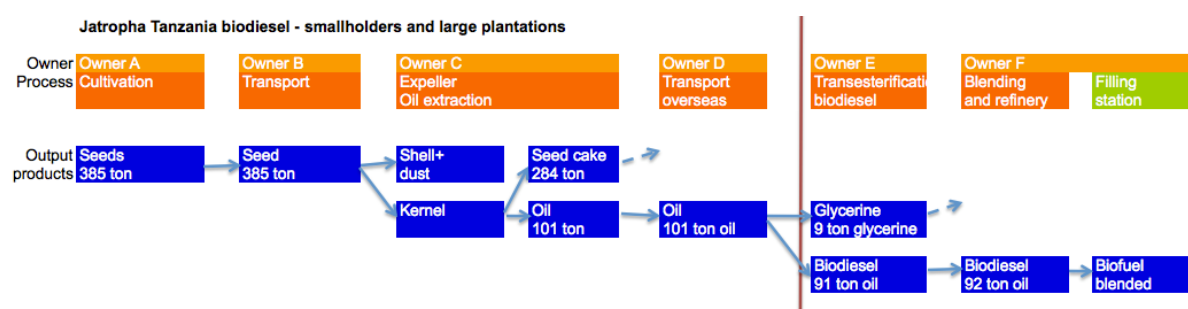 Jatropha Tanzania biodiesel - smallholders and large plantations
Owner Owner A Owner B Owner C Owner D Owner E Owner F
Process Cultivation Transport Expeller Transport Transesterificatio Blending Filling
Oil extraction overseas biodiesel and refinery station
Output Seeds Seed Shell+ Seed cake
products 385 ton 385 ton dust 284 ton
Kernel Oil Oil Glycerine
101 ton 101 ton oil 9 ton glycerine
Biodiesel Biodiesel Biofuel
91 ton oil 92 ton oil blended